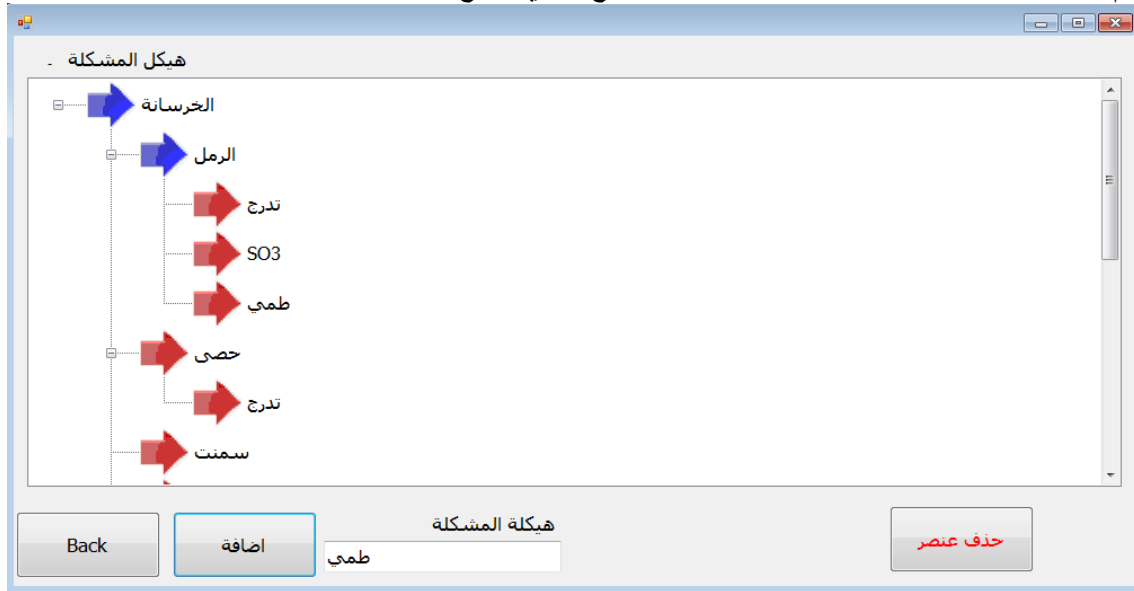 هيكل المشكلة
الخرسانة
الرمل
تدرج
SO3
طمي
حصى
تدرج
سمنت
هيكلة المشكلة
Back
اضافة
طمي
حذف عنصر